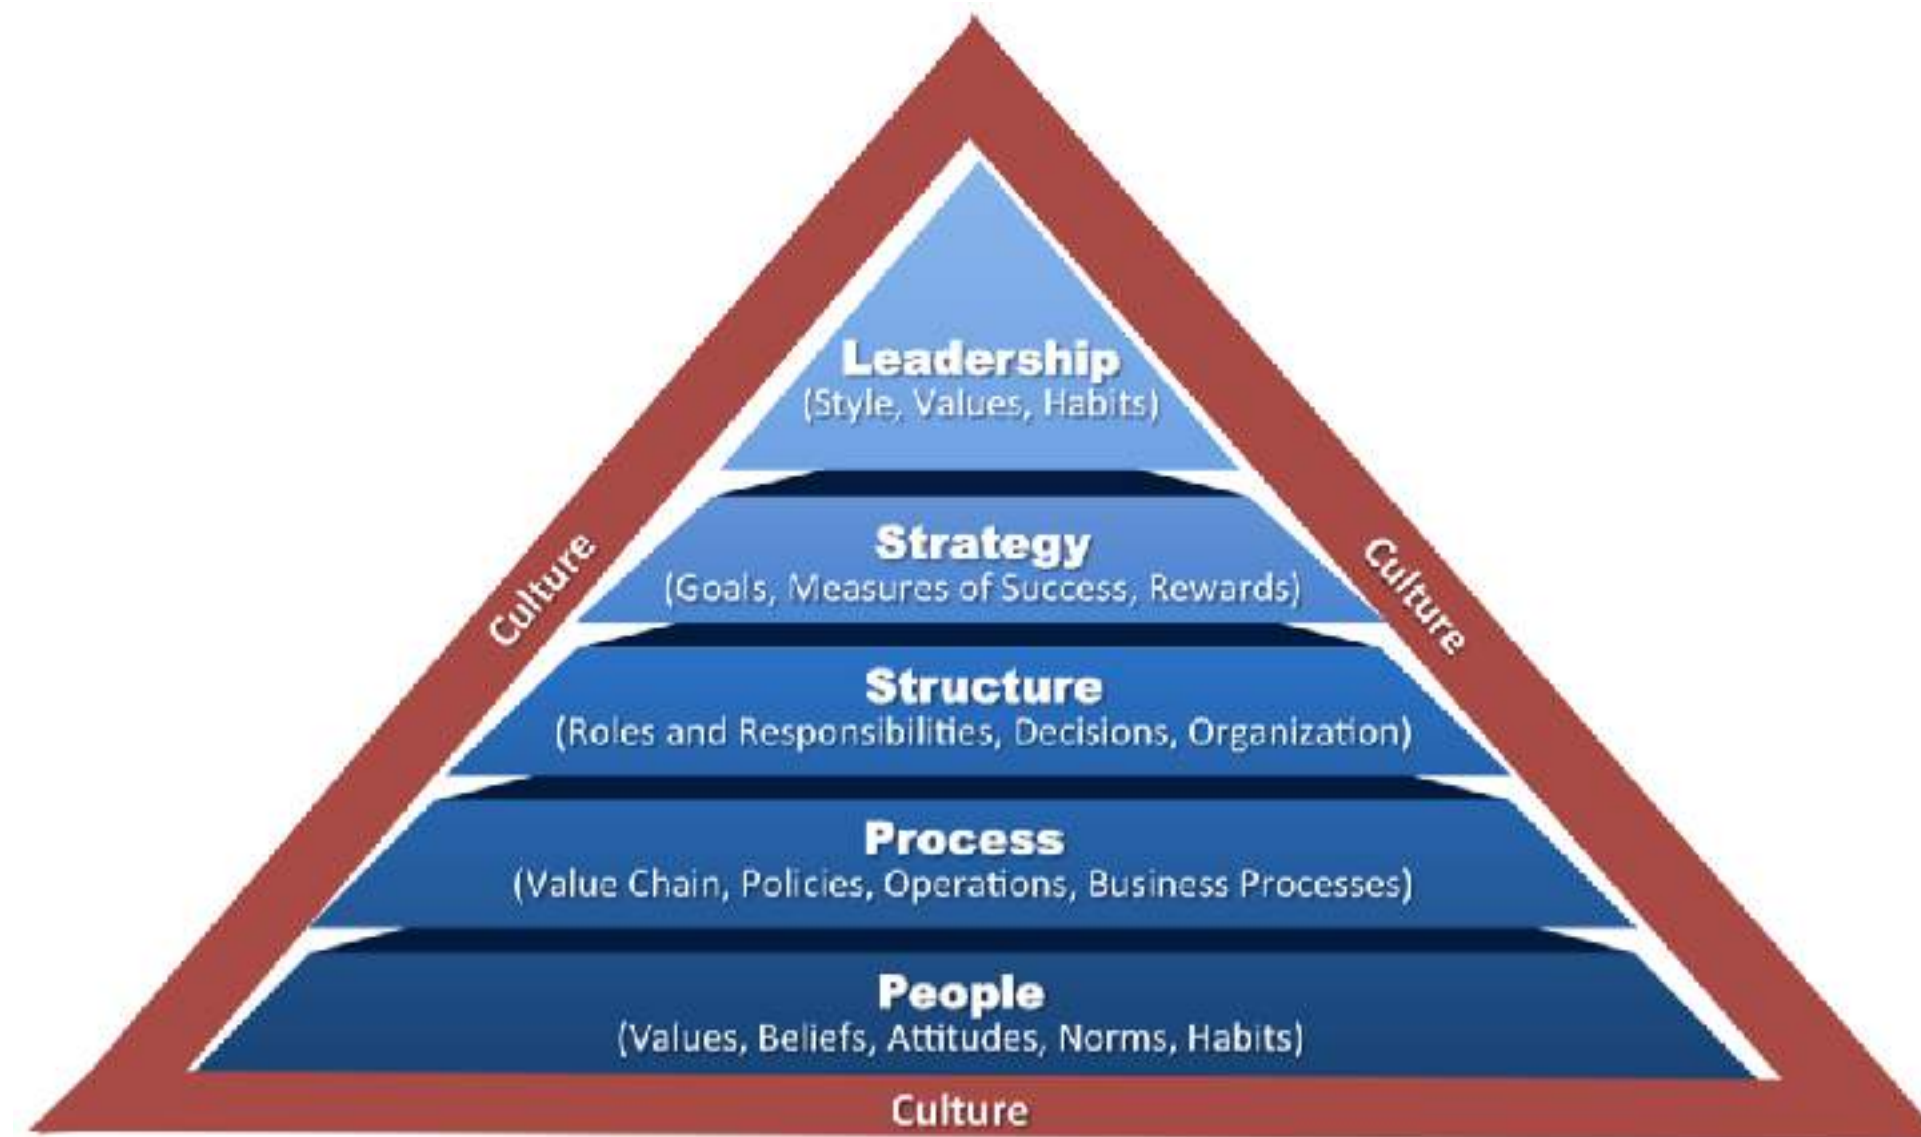 Leadership
(Style, Values, Habits)
Strategy
(Goals, Measures of Success, Rewards)
Culture
Culture
Structure
(Roles and Responsibilities, Decisions, Organization)
Process
(Value Chain, Policies, Operations, Business Processes)
People
(Values, Beliefs, Attitudes, Norms, Habits)
Culture